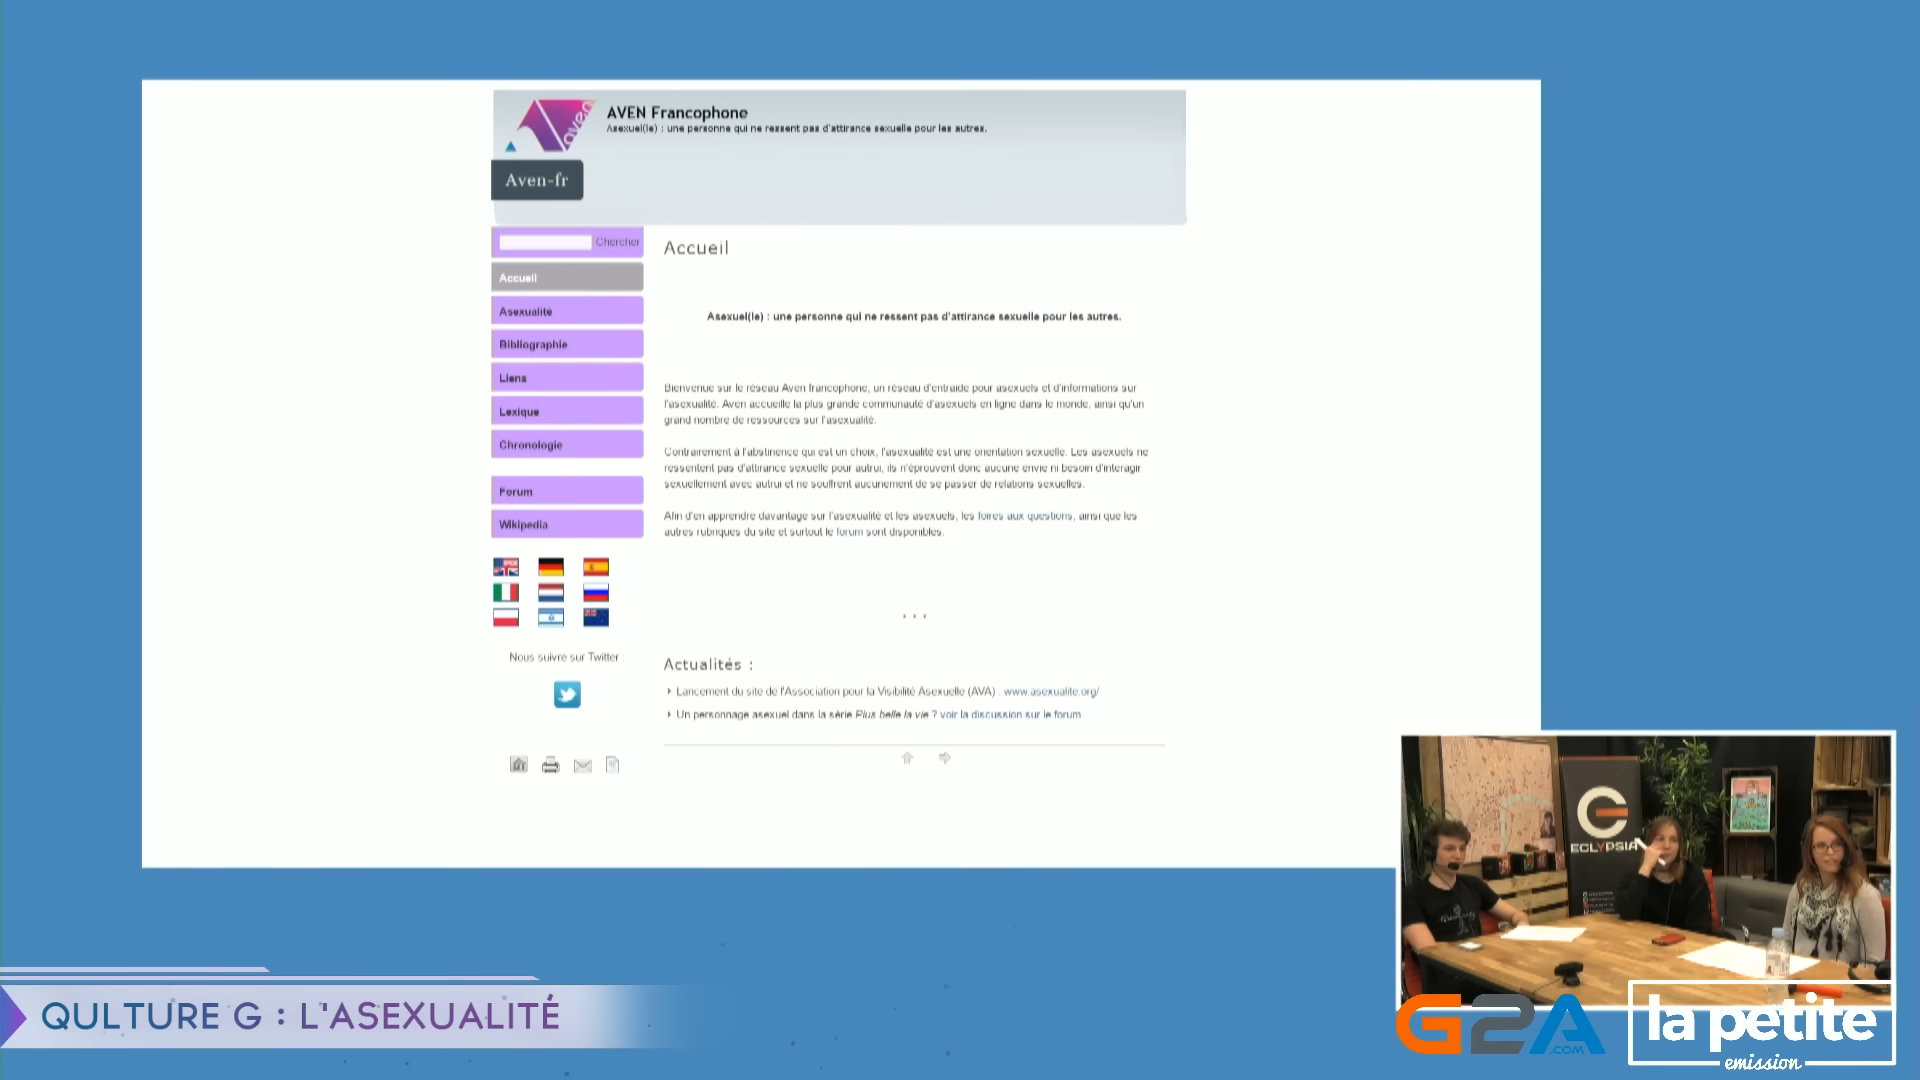 aven
AVEN Francophone
Asexuel(le) : une personne qui ne ressent pas d'attirance sexuelle pour les autres.
Aven-fr
Chercher
Accueil
Asexualité
Bibliographie
Liens
Lexique
Chronologie
Forum
Wikipedia
Nous suivre sur Twitter
Accueil
Asexuel(le) : une personne qui ne ressent pas d'attirance sexuelle pour les autres.
Bienvenue sur le réseau Aven francophone, un réseau d'entraide pour asexuels et d'informations sur
l'asexualité. Aven accueille la plus grande communauté d'asexuels en ligne dans le monde, ainsi qu'un
grand nombre de ressources sur l'asexualité.
Contrairement à l'abstinence qui est un choix, l'asexualité est une orientation sexuelle. Les asexuels ne
ressentent pas d'attirance sexuelle pour autrui, ils n'éprouvent donc aucune envie ni besoin d'interagir
sexuellement avec autrui et ne souffrent aucunement de se passer de relations sexuelles.
Afin d'en apprendre davantage sur l'asexualité et les asexuels, les foires aux questions, ainsi que les
autres rubriques du site et surtout le forum sont disponibles.
...
Actualités :
Lancement du site de l'Association pour la Visibilité Asexuelle (AVA) : www.asexualite.org/
Un personnage asexuel dans la série Plus belle la vie ? voir la discussion sur le forum
ECLYPSIA
QULTURE G : L'ASEXUALITÉ
G2A
.COM
la petite
emission